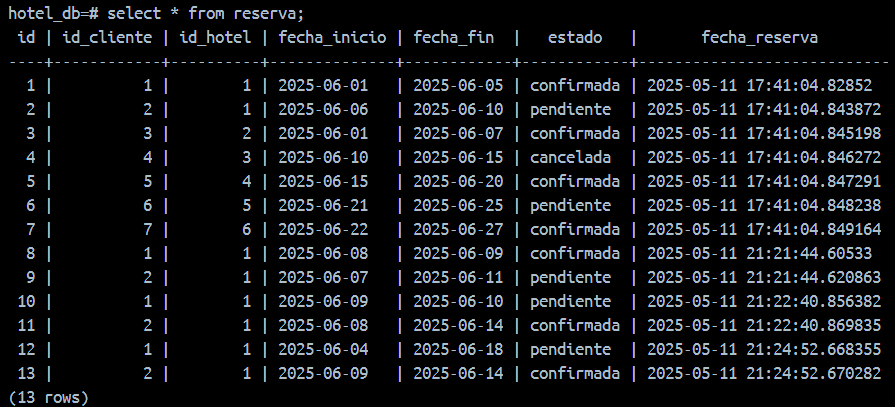 hotel_db=# select * from reserva;
 id | id_cliente | id_hotel | fecha_inicio | fecha_fin  |   estado   |       fecha_reserva
----+------------+----------+--------------+------------+------------+----------------------------
  1 |          1 |        1 | 2025-06-01   | 2025-06-05 | confirmada | 2025-05-11 17:41:04.82852
  2 |          2 |        1 | 2025-06-06   | 2025-06-10 | pendiente  | 2025-05-11 17:41:04.843872
  3 |          3 |        2 | 2025-06-01   | 2025-06-07 | confirmada | 2025-05-11 17:41:04.845198
  4 |          4 |        3 | 2025-06-10   | 2025-06-15 | cancelada  | 2025-05-11 17:41:04.846272
  5 |          5 |        4 | 2025-06-15   | 2025-06-20 | confirmada | 2025-05-11 17:41:04.847291
  6 |          6 |        5 | 2025-06-21   | 2025-06-25 | pendiente  | 2025-05-11 17:41:04.848238
  7 |          7 |        6 | 2025-06-22   | 2025-06-27 | confirmada | 2025-05-11 17:41:04.849164
  8 |          1 |        1 | 2025-06-08   | 2025-06-09 | confirmada | 2025-05-11 21:21:44.60533
  9 |          2 |        1 | 2025-06-07   | 2025-06-11 | pendiente  | 2025-05-11 21:21:44.620863
 10 |          1 |        1 | 2025-06-09   | 2025-06-10 | pendiente  | 2025-05-11 21:22:40.856382
 11 |          2 |        1 | 2025-06-08   | 2025-06-14 | confirmada | 2025-05-11 21:22:40.869835
 12 |          1 |        1 | 2025-06-04   | 2025-06-18 | pendiente  | 2025-05-11 21:24:52.668355
 13 |          2 |        1 | 2025-06-09   | 2025-06-14 | confirmada | 2025-05-11 21:24:52.670282
(13 rows)